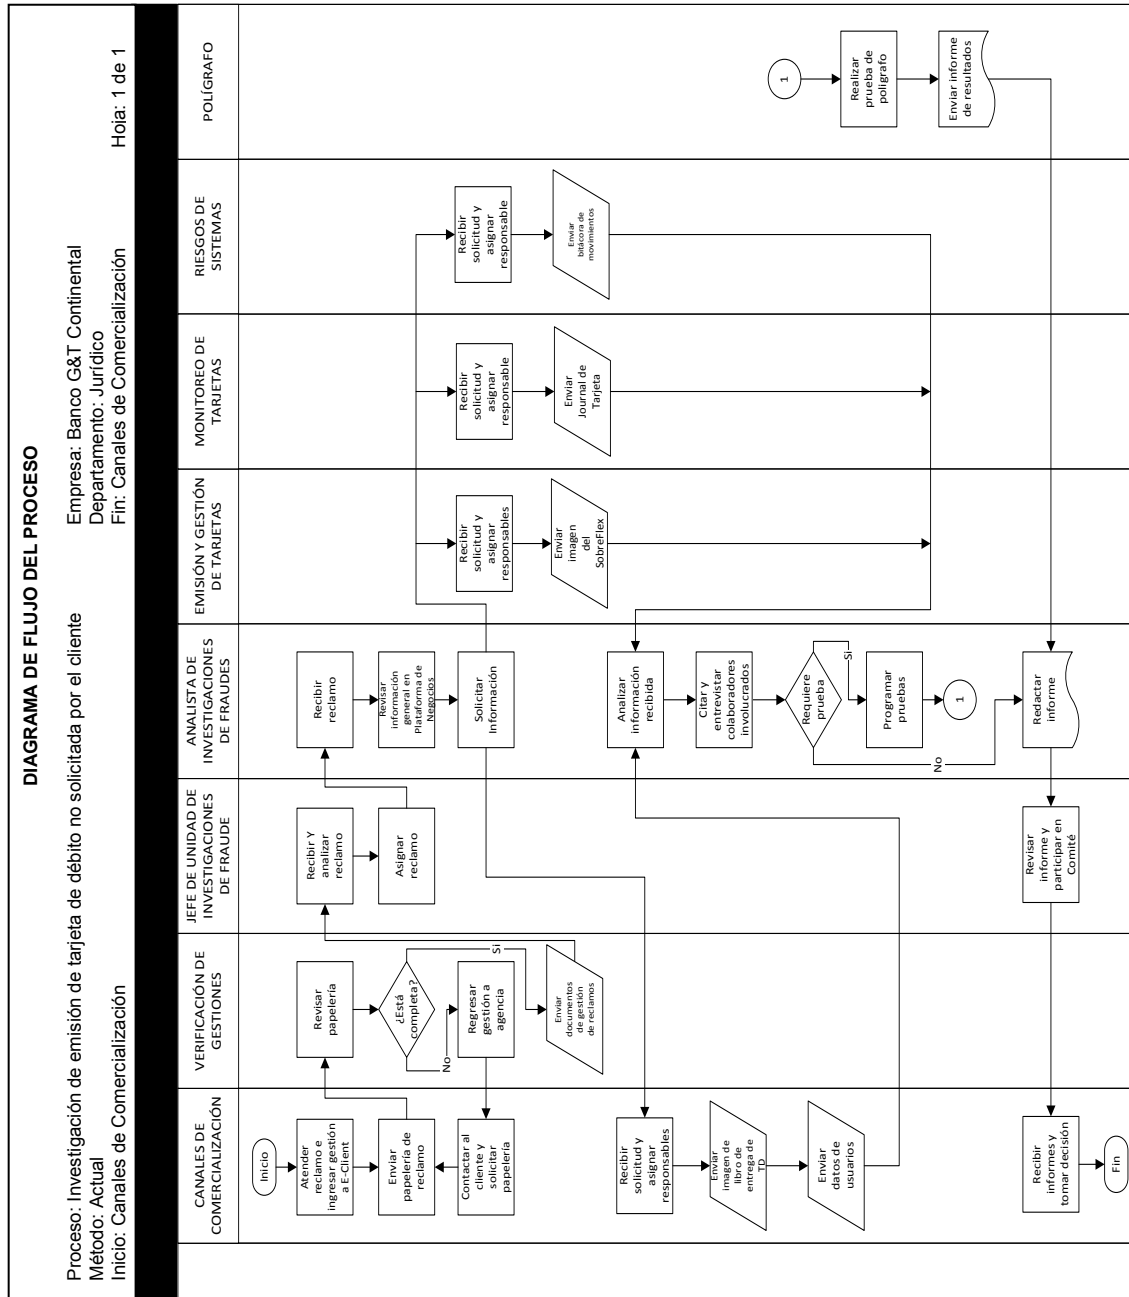 DIAGRAMA DE FLUJO DEL PROCESO
Proceso: Investigación de emisión de tarjeta de débito no solicitada por el cliente
Método: Actual
Inicio: Canales de Comercialización
Empresa: Banco G&T Continental
Departamento: Jurídico
Fin: Canales de Comercialización
Hoja: 1 de 1
CANALES DE
COMERCIALIZACIÓN
Inicio
Atender
reclamo e
ingresar gestión
a E-Client
Enviar
papelería de
reclamo
Contactar al
cliente y
solicitar
papelería
Recibir
solicitud y
asignar
responsables
Enviar
imagen de
libro de
entrega de
TD
Enviar
datos de
usuarios
Recibir
informes y
tomar decisión
Fin
VERIFICACIÓN DE
GESTIONES
Revisar
papelería
¿Está
completa?
No
Si
Regresar
gestión a
agencia
Enviar
documentos
de gestión
de reclamos
JEFE DE UNIDAD DE
INVESTIGACIONES
DE FRAUDE
Recibir Y
analizar
reclamo
Asignar
reclamo
Revisar
informe y
participar en
Comité
ANALISTA DE
INVESTIGACIONES
DE FRAUDES
Recibir
reclamo
Revisar
información
general en
Plataforma de
Negocios
Solicitar
Información
Analizar
información
recibida
Citar y
entrevistar
colaboradores
involucrados
Requiere
prueba
Si
No
Programar
pruebas
1
Redactar
informe
EMISIÓN Y GESTIÓN
DE TARJETAS
Recibir
solicitud y
asignar
responsables
Enviar
imagen
del
SobreFlex
MONITOREO DE
TARJETAS
Recibir
solicitud y
asignar
responsable
Enviar
Journal de
Tarjeta
RIESGOS DE
SISTEMAS
Recibir
solicitud y
asignar
responsable
Enviar
bitácora de
movimientos
POLÍGRAFO
1
Realizar
prueba de
polígrafo
Enviar informe
de resultados